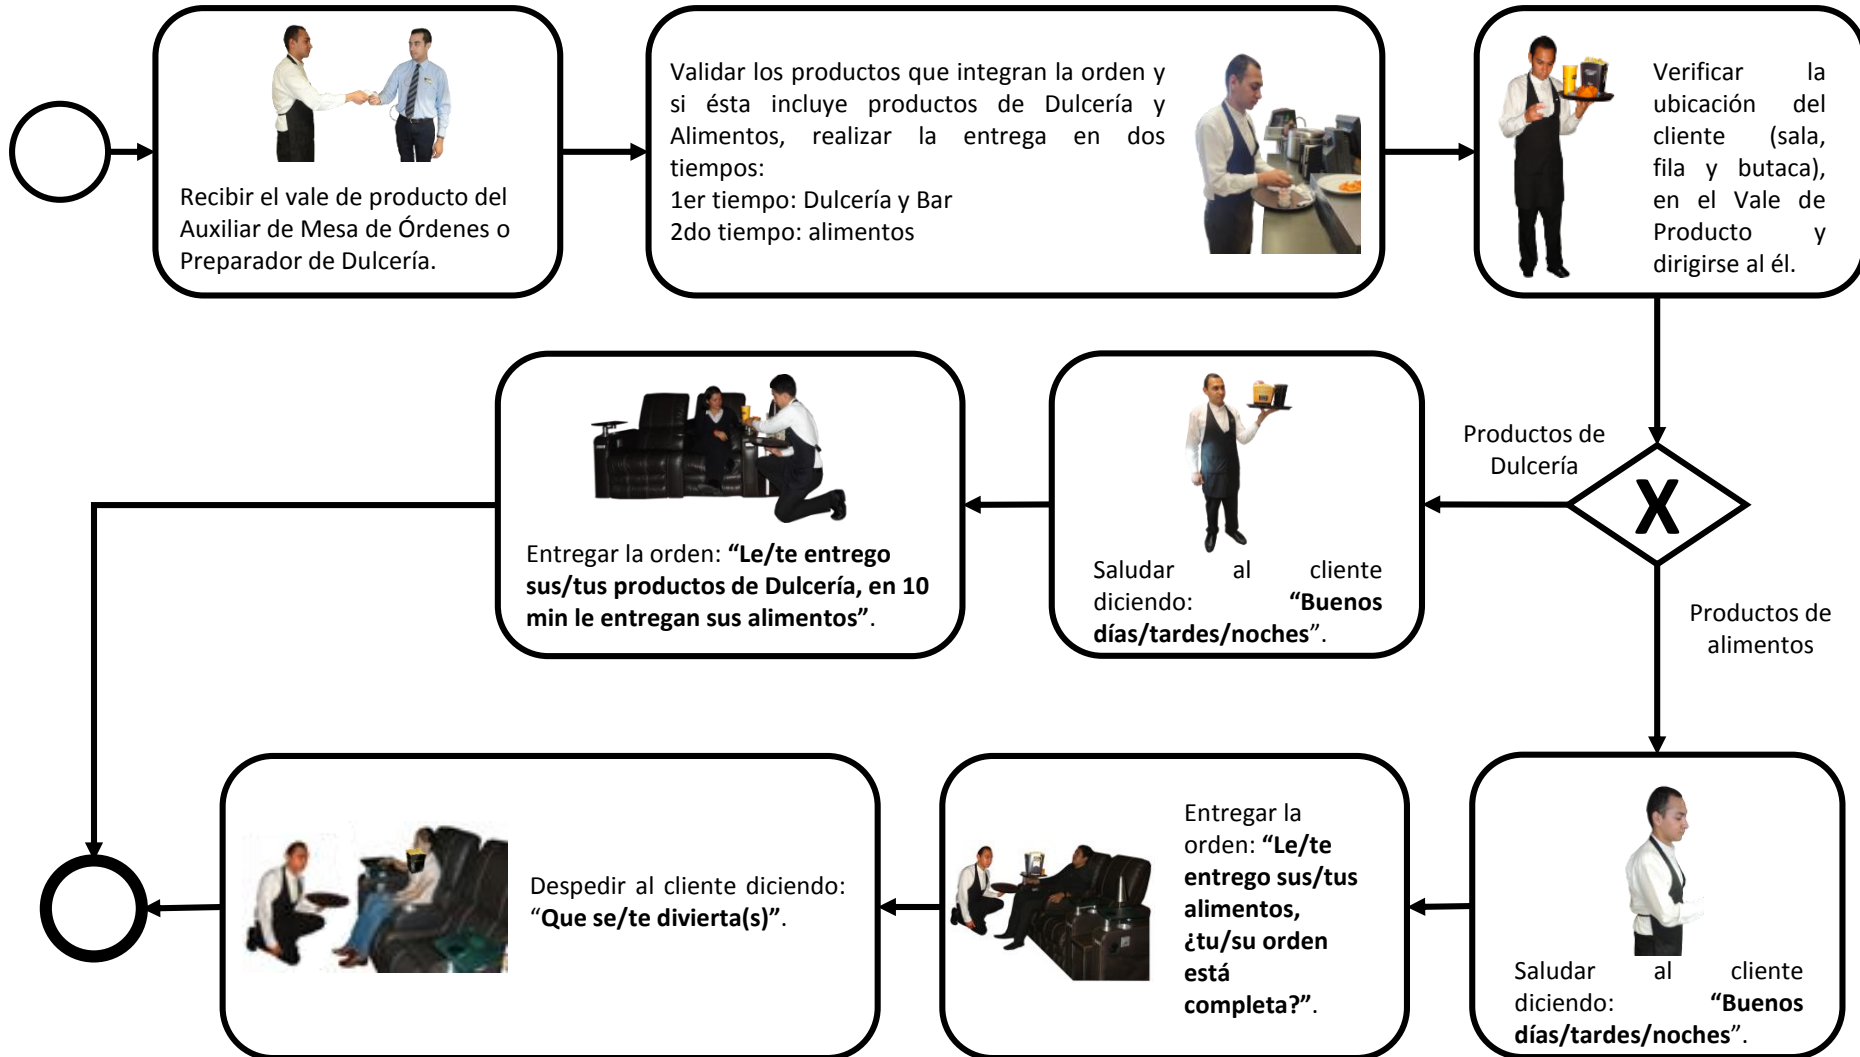 Recibir el vale de producto del
Auxiliar de Mesa de Órdenes o
Preparador de Dulcería.
Validar los productos que integran la orden y
si ésta incluye productos de Dulcería y
Alimentos, realizar la entrega en dos
tiempos:
1er tiempo: Dulcería y Bar
2do tiempo: alimentos
Verificar la
ubicación del
cliente (sala,
fila y butaca),
en el Vale de
Producto y
dirigirse al él.
Productos de
Dulcería
X
Productos de
alimentos
Saludar al cliente
diciendo: “Buenos
días/tardes/noches”.
Entregar la orden: “Le/te entrego
sus/tus productos de Dulcería, en 10
min le entregan sus alimentos”.
Saludar al cliente
diciendo: “Buenos
días/tardes/noches”.
Entregar la
orden: “Le/te
entrego sus/tus
alimentos,
¿tu/su orden
está
completa?”.
Despedir al cliente diciendo:
“Que se/te divierta(s)”.